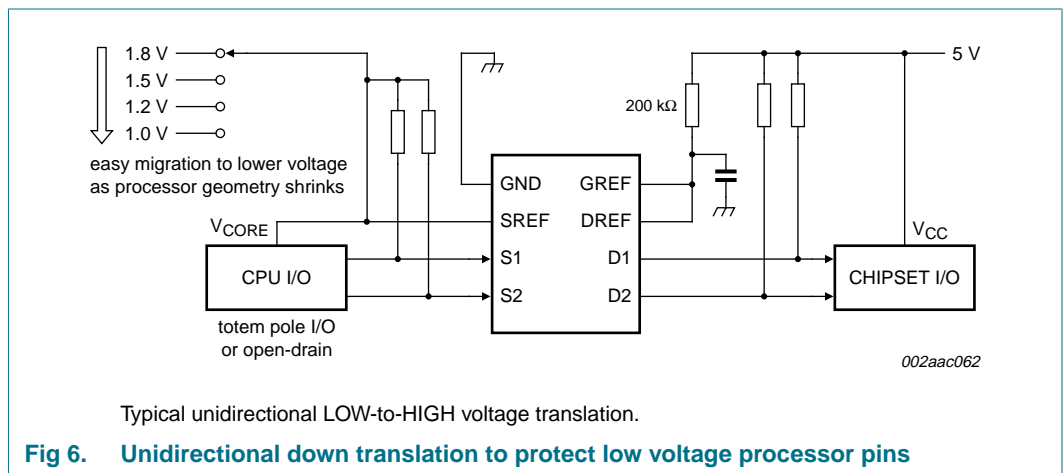 1.8 V
1.5 V
1.2 V
1.0 V
easy migration to lower voltage
as processor geometry shrinks
5 V
200 kΩ
GND
GREF
SREF
DREF
S1
D1
S2
D2
VCORE
CPU I/O
totem pole I/O
or open-drain
VCC
CHIPSET I/O
002aac062
Typical unidirectional LOW-to-HIGH voltage translation.
Fig 6. Unidirectional down translation to protect low voltage processor pins